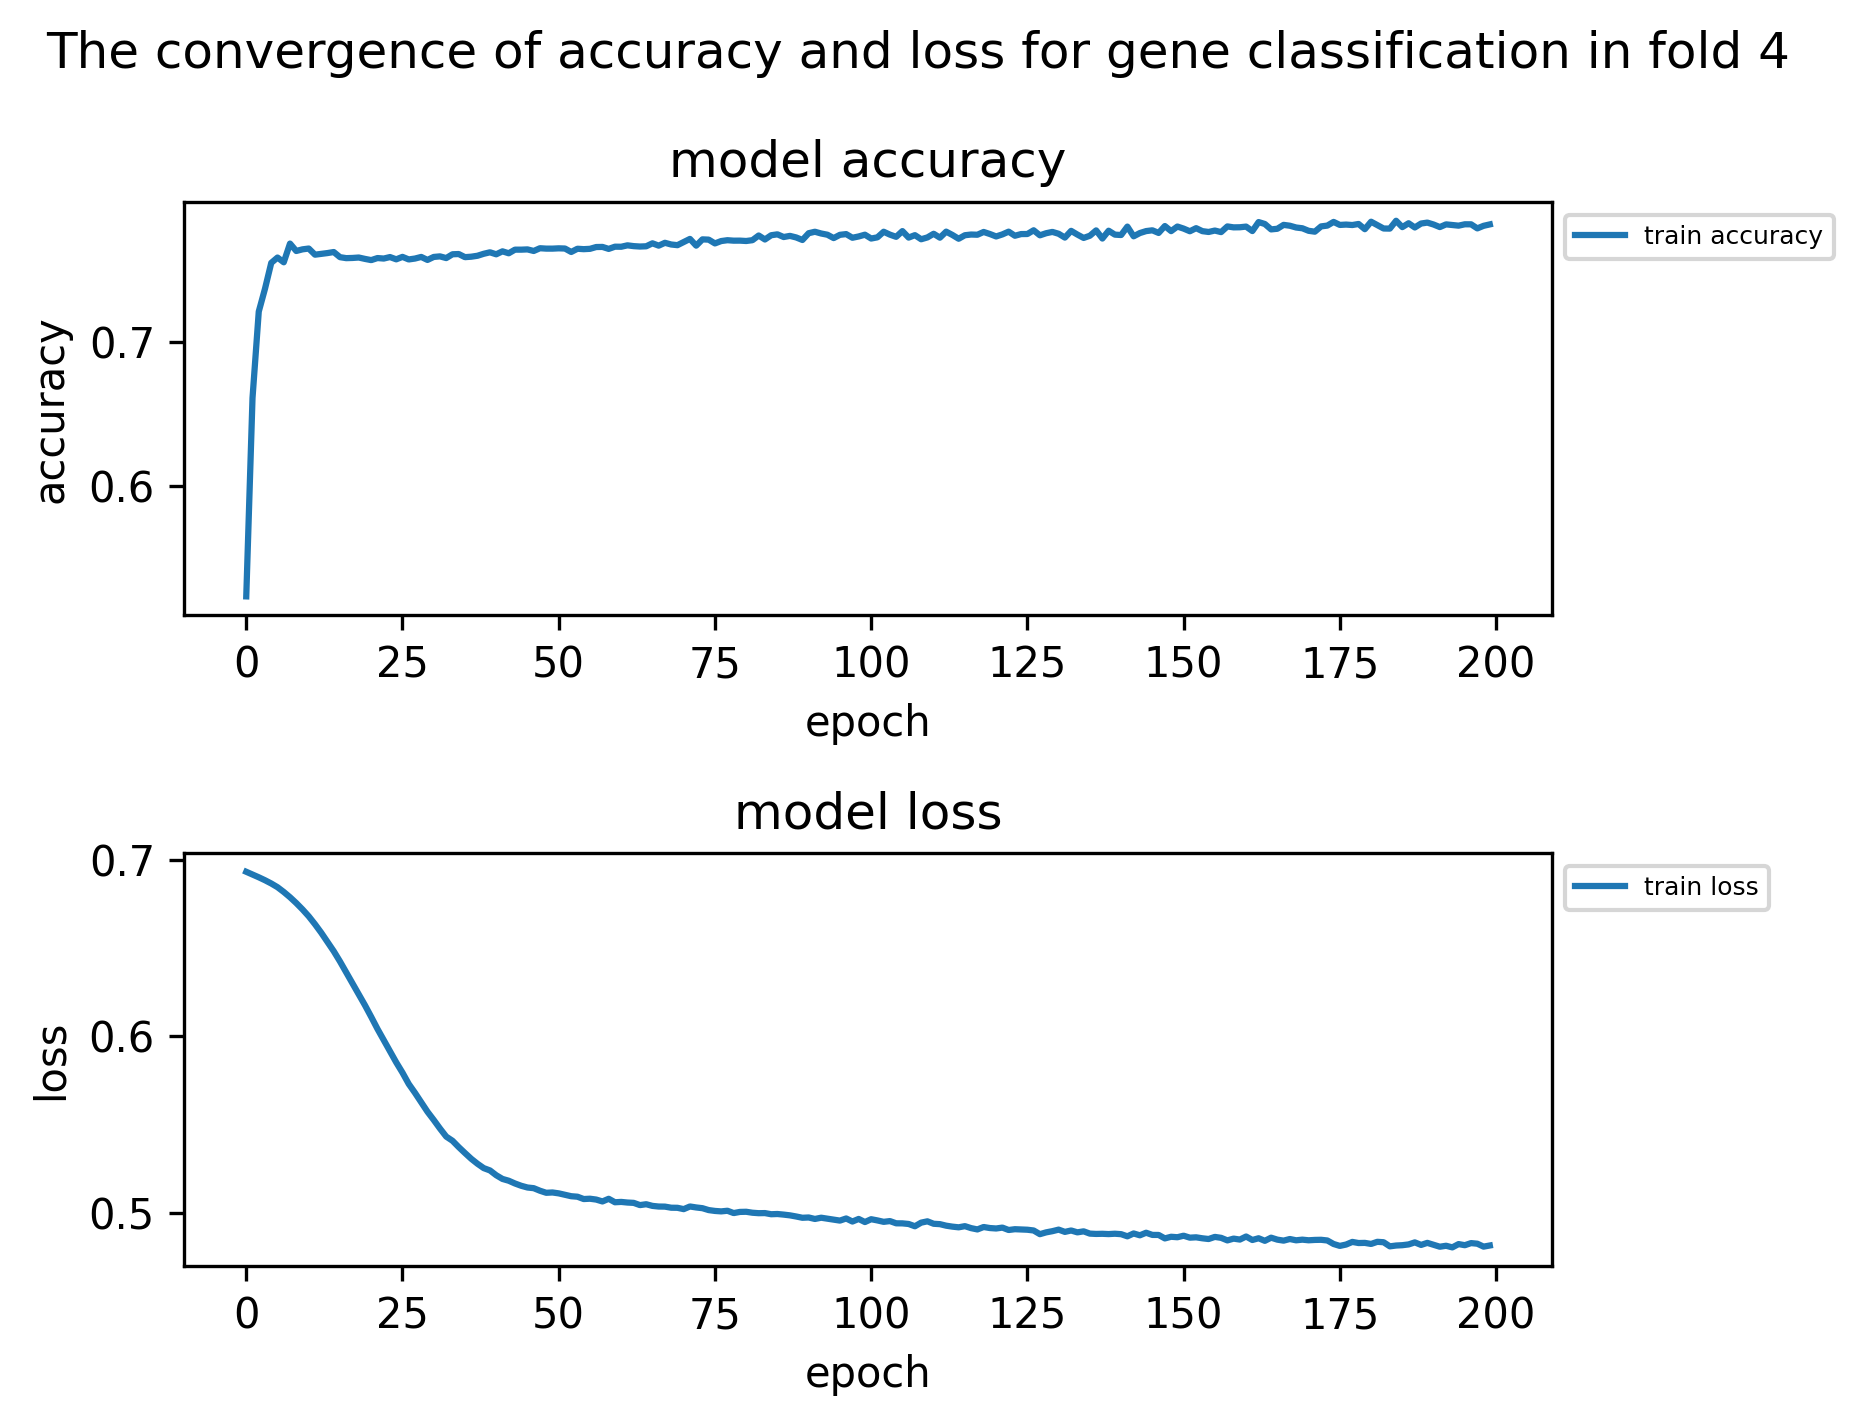 The convergence of accuracy and loss for gene classification in fold 4
model accuracy
train accuracy
0.7
0.6
accuracy
0 25 50 75 100 125 150 175 200
epoch
model loss
train loss
0.7
0.6
0.5
loss
0 25 50 75 100 125 150 175 200
epoch